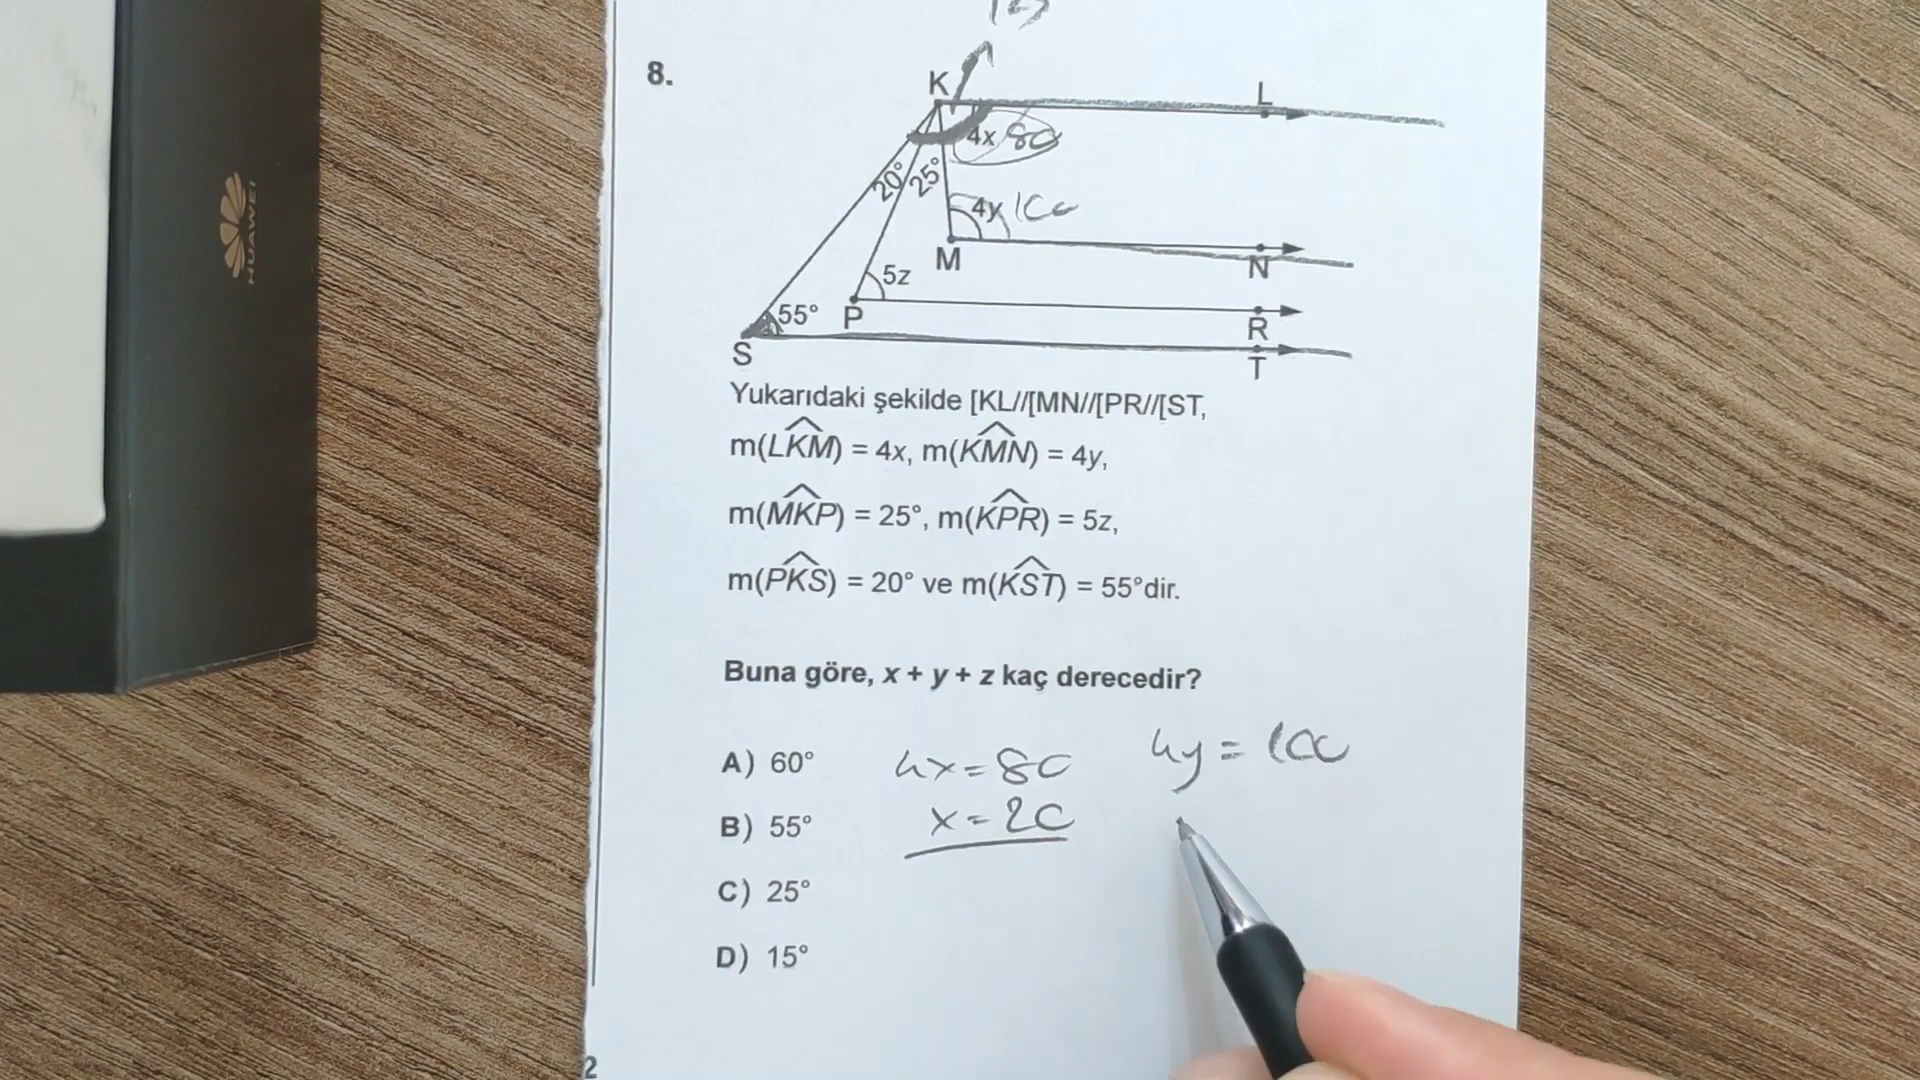 125
8.
K
L
4x 80
20°
25°
4y 100
M
N
5z
55°
P
R
S
T
HUAWEI
Yukarıdaki şekilde [KL//[MN//[PR//[ST,
m(LKM) = 4x, m(KMN) = 4y,
m(MKP) = 25°, m(KPR) = 5z,
m(PKS) = 20° ve m(KST) = 55°dir.
Buna göre, x + y + z kaç derecedir?
A) 60°
4x = 80
4y = 100
B) 55°
x = 20
C) 25°
D) 15°
2